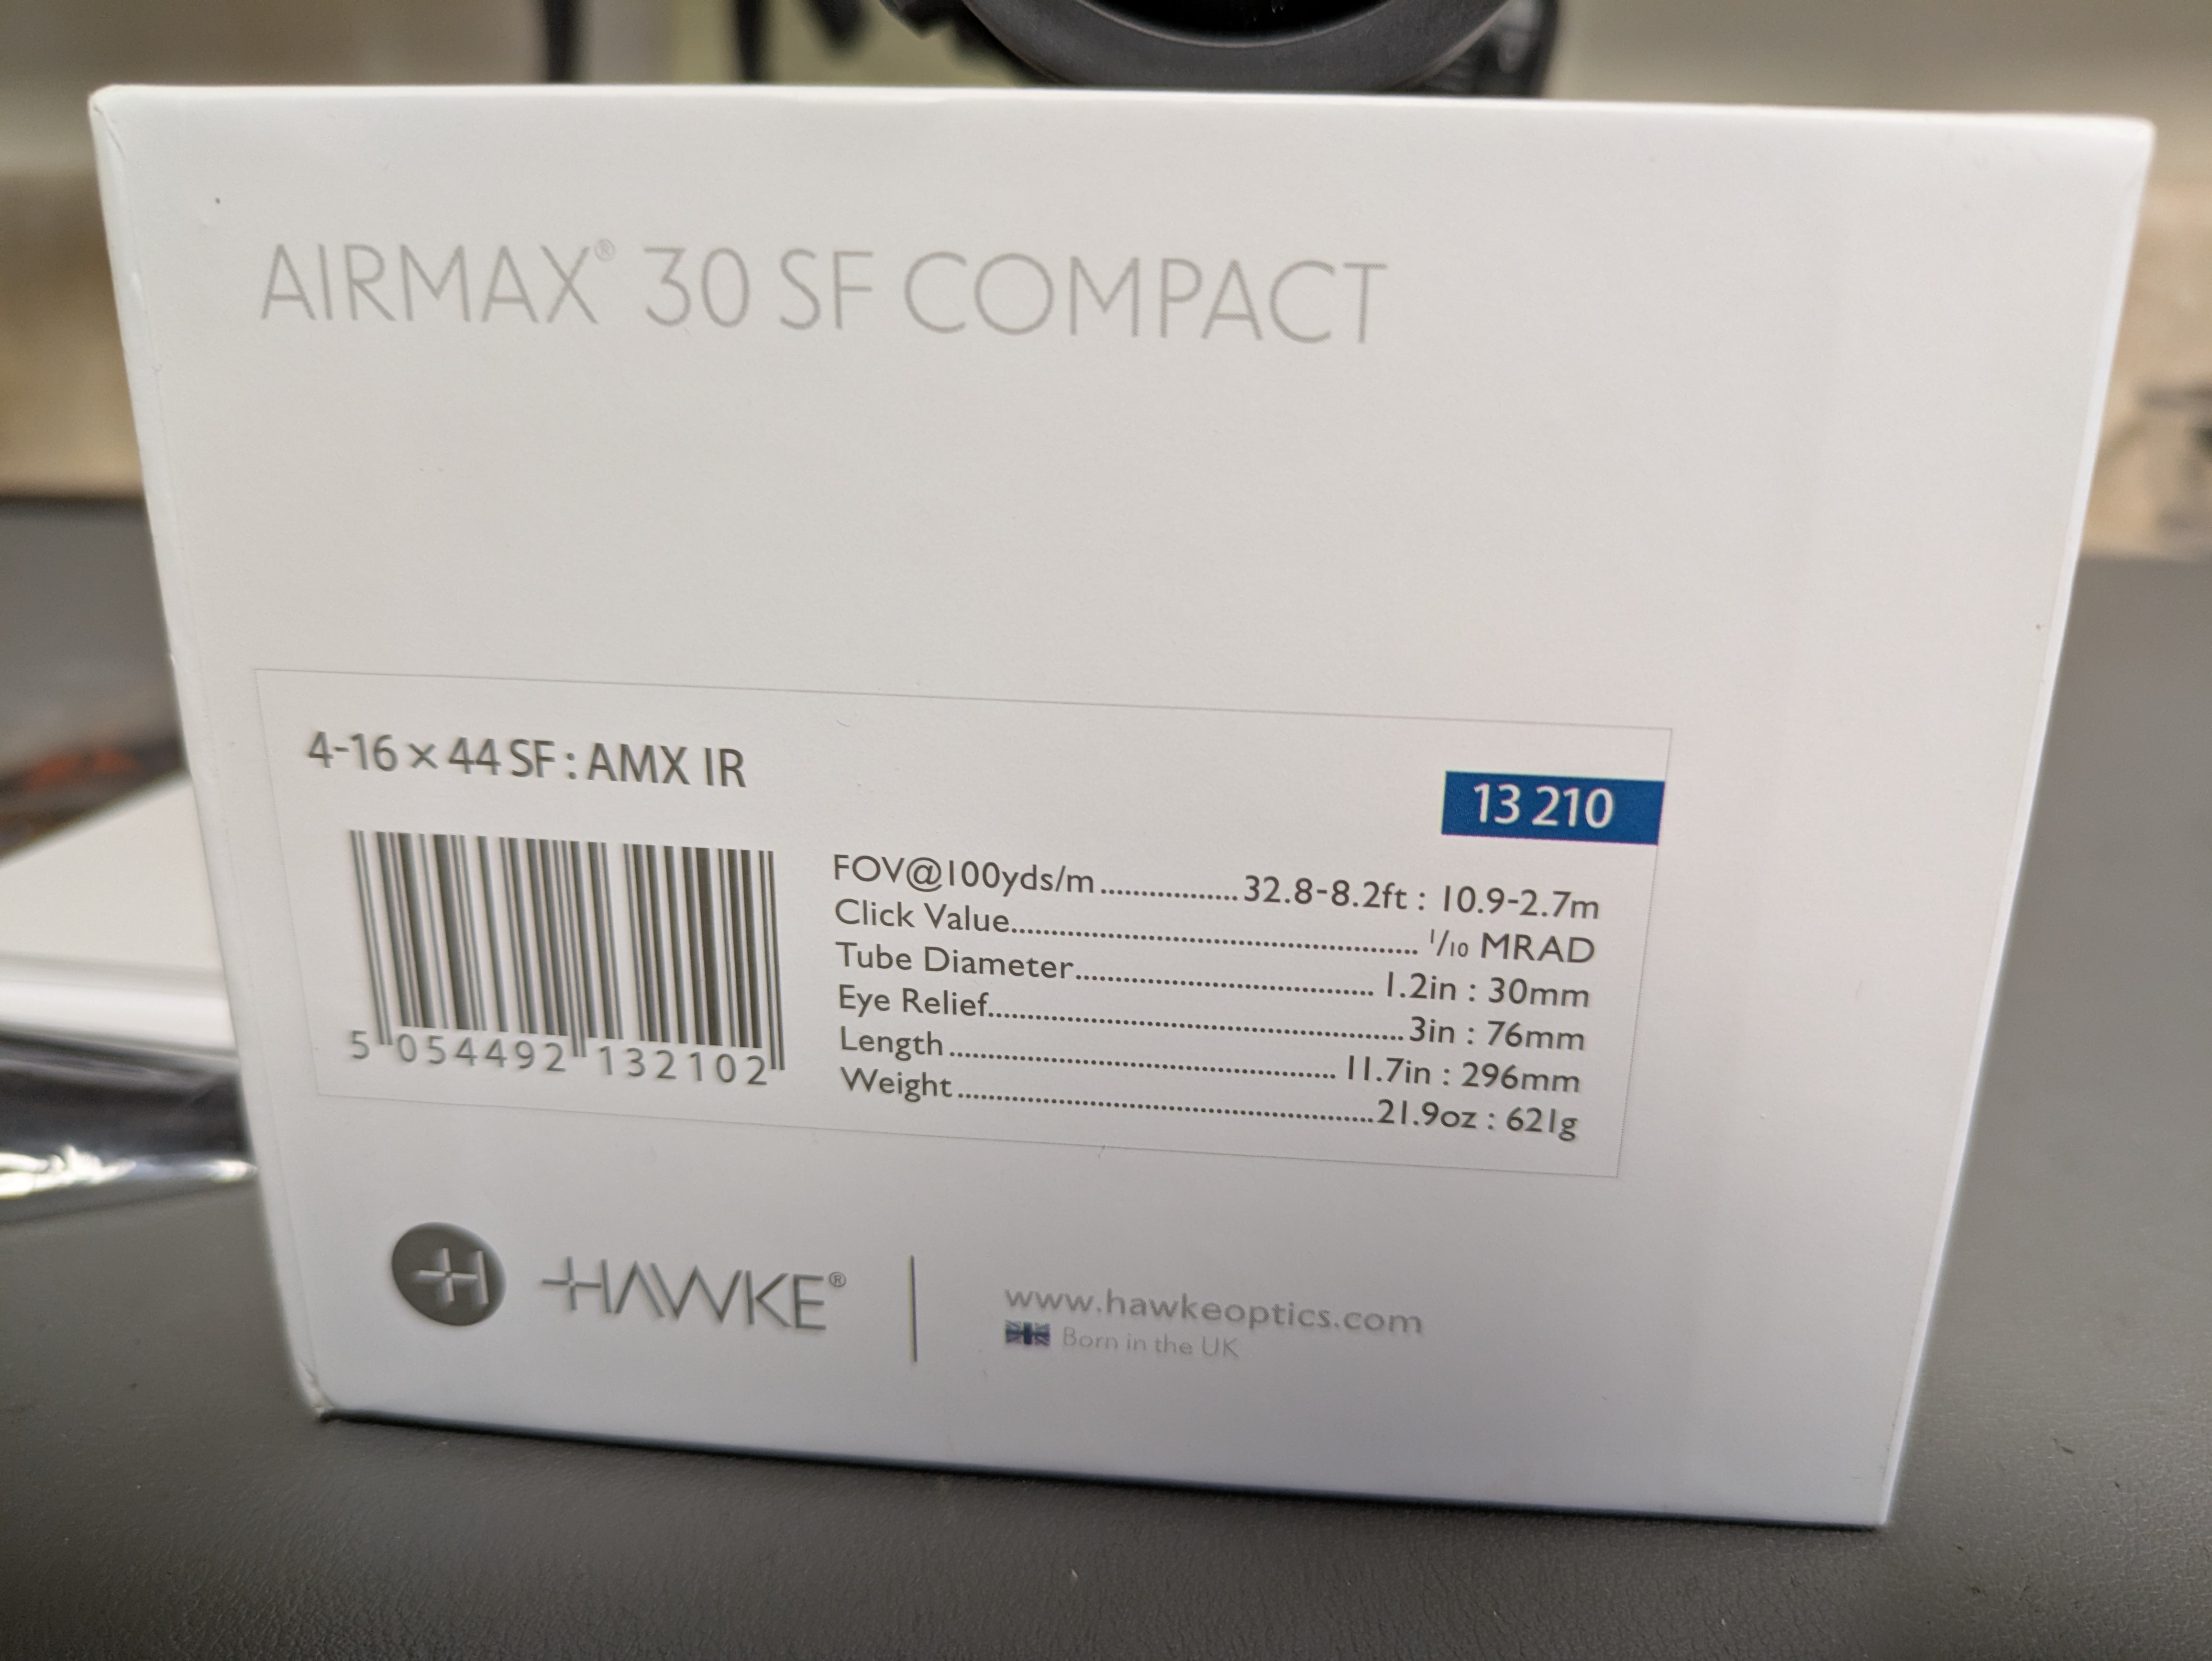 AIRMAX® 30 SF COMPACT
4-16 × 44 SF : AMX IR
13 210
FOV@100yds/m................32.8-8.2ft : 10.9-2.7m
Click Value................ 1/10 MRAD
Tube Diameter................ 1.2in : 30mm
Eye Relief................3in : 76mm
Length................ 11.7in : 296mm
Weight................21.9oz : 621g
5 054492 132102
HAWKE®
www.hawkeoptics.com
Born in the UK